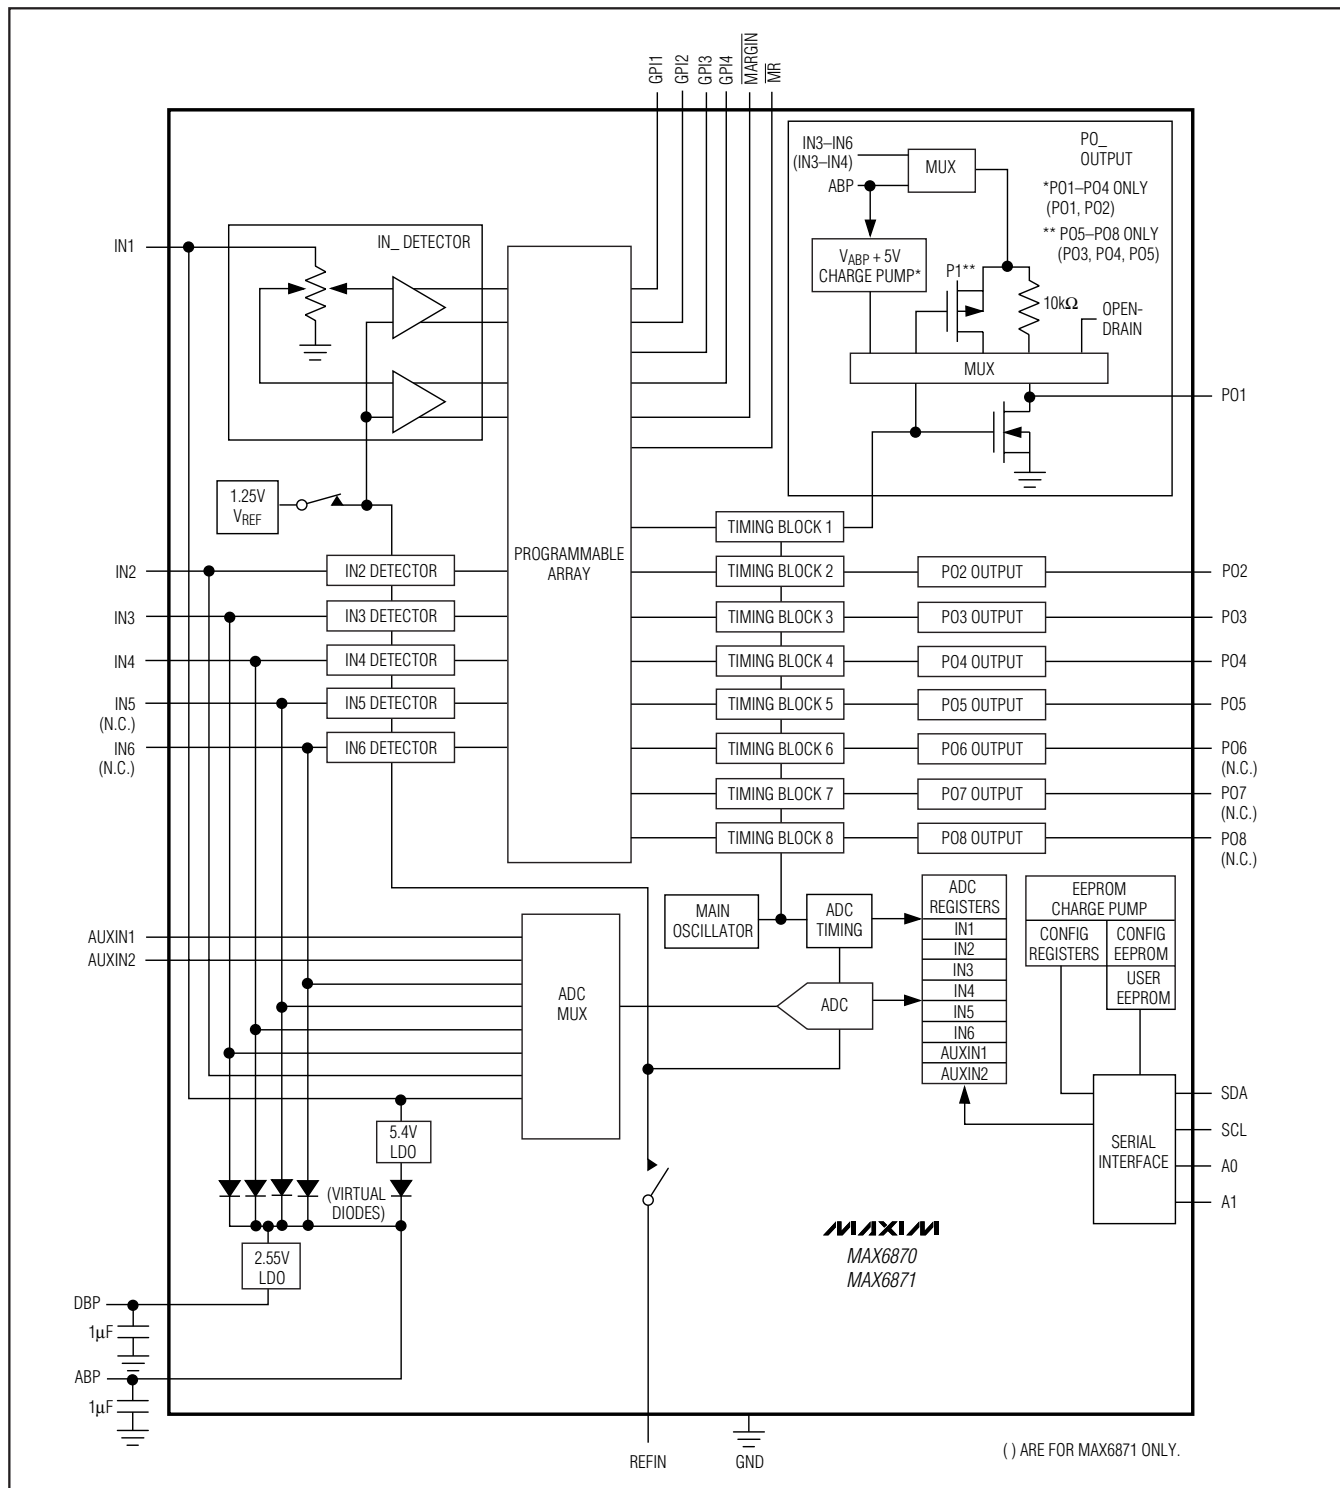 GPI1
GPI2
GPI3
GPI4
MARGIN
MR
IN3–IN6
(IN3–IN4)
ABP
MUX
PO_
OUTPUT
*PO1–PO4 ONLY
(PO1, PO2)
** PO5–PO8 ONLY
(PO3, PO4, PO5)
VABP + 5V
CHARGE PUMP*
P1**
10kΩ
OPEN-
DRAIN
MUX
PO1
IN1
IN_ DETECTOR
1.25V
VREF
PROGRAMMABLE
ARRAY
TIMING BLOCK 1
IN2
IN2 DETECTOR
TIMING BLOCK 2
PO2 OUTPUT
PO2
IN3
IN3 DETECTOR
TIMING BLOCK 3
PO3 OUTPUT
PO3
IN4
IN4 DETECTOR
TIMING BLOCK 4
PO4 OUTPUT
PO4
IN5
(N.C.)
IN5 DETECTOR
TIMING BLOCK 5
PO5 OUTPUT
PO5
IN6
(N.C.)
IN6 DETECTOR
TIMING BLOCK 6
PO6 OUTPUT
PO6
(N.C.)
TIMING BLOCK 7
PO7 OUTPUT
PO7
(N.C.)
TIMING BLOCK 8
PO8 OUTPUT
PO8
(N.C.)
MAIN
OSCILLATOR
ADC
TIMING
ADC
REGISTERS
IN1
IN2
IN3
IN4
IN5
IN6
AUXIN1
AUXIN2
EEPROM
CHARGE PUMP
CONFIG
REGISTERS
CONFIG
EEPROM
USER
EEPROM
AUXIN1
AUXIN2
ADC
MUX
ADC
5.4V
LDO
(VIRTUAL
DIODES)
2.55V
LDO
SERIAL
INTERFACE
SDA
SCL
A0
A1
MAXIM
MAX6870
MAX6871
DBP
1µF
ABP
1µF
REFIN
GND
( ) ARE FOR MAX6871 ONLY.